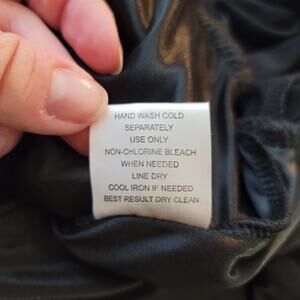 HAND WASH COLD
SEPARATELY
USE ONLY
NON-CHLORINE BLEACH
WHEN NEEDED
LINE DRY
COOL IRON IF NEEDED
BEST RESULT DRY CLEAN